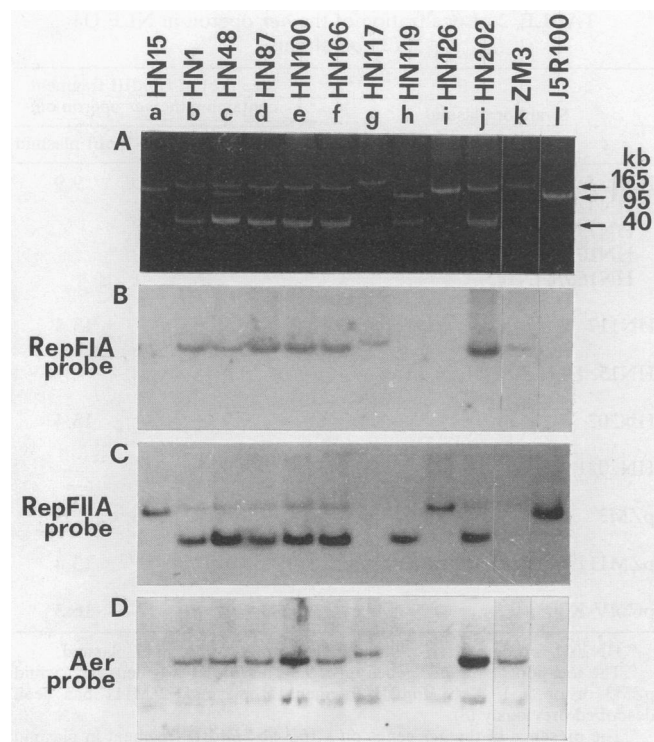 HN15
HN1
HN48
HN87
HN100
HN166
HN117
HN119
HN126
HN202
ZM3
J5R100
a b c d e f g h i j k l
A
kb
165
95
40
B
RepFIA
probe
C
RepFIIA
probe
D
Aer
probe